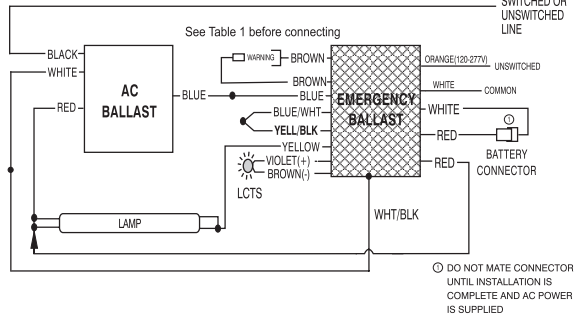 SWITCHED OR
UNSWITCHED
LINE
See Table 1 before connecting
BLACK
WHITE
RED
AC
BALLAST
BLUE
WARNING
BROWN
BROWN
BLUE
BLUE/WHT
YELL/BLK
YELLOW
VIOLET(+)
BROWN(-)
LCTS
EMERGENCY
BALLAST
ORANGE(120-277V)
UNSWITCHED
WHITE
COMMON
WHITE
RED
RED
①
BATTERY
CONNECTOR
WHT/BLK
LAMP
① DO NOT MATE CONNECTOR
UNTIL INSTALLATION IS
COMPLETE AND AC POWER
IS SUPPLIED